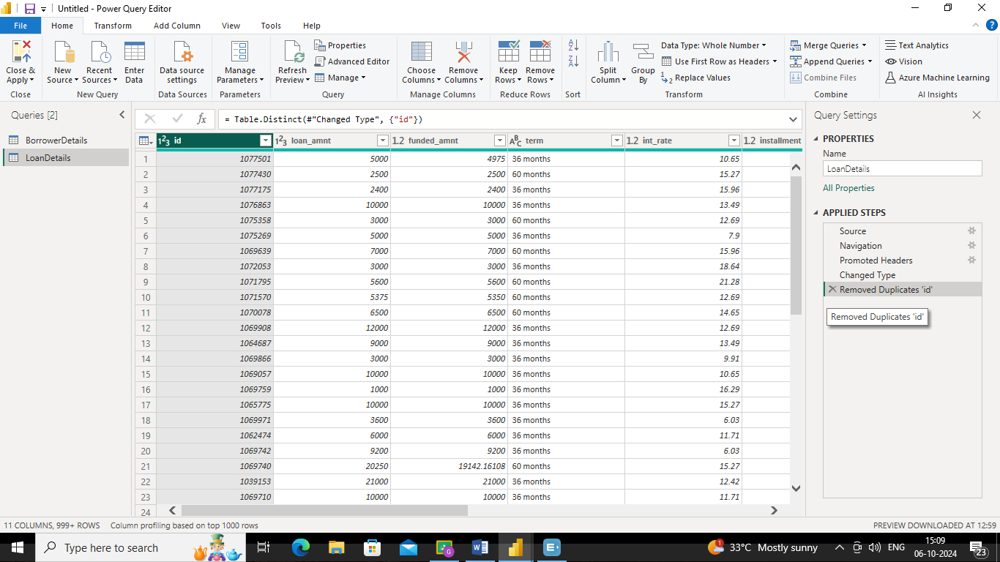 Untitled - Power Query Editor
File Home Transform Add Column View Tools Help
Close & Apply
New Source
Recent Sources
Enter Data
Data source settings
Manage Parameters
Refresh Preview
Properties
Advanced Editor
Manage
Choose Columns
Remove Columns
Keep Rows
Remove Rows
Split Column
Group By
Data Type: Whole Number
Use First Row as Headers
Replace Values
Merge Queries
Append Queries
Combine Files
Text Analytics
Vision
Azure Machine Learning
Close New Query Data Sources Parameters Query Manage Columns Reduce Rows Sort Transform Combine AI Insights
Queries [2]
BorrowerDetails
LoanDetails
fx = Table.Distinct(#"Changed Type", {"id"})
123 id 123 loan_amnt 1.2 funded_amnt ABC term 1.2 int_rate 1.2 installment
1 1077501 5000 4975 36 months 10.65
2 1077430 2500 2500 60 months 15.27
3 1077175 2400 2400 36 months 15.96
4 1076863 10000 10000 36 months 13.49
5 1075358 3000 3000 60 months 12.69
6 1075269 5000 5000 36 months 7.9
7 1069639 7000 7000 60 months 15.96
8 1072053 3000 3000 36 months 18.64
9 1071795 5600 5600 60 months 21.28
10 1071570 5375 5350 60 months 12.69
11 1070078 6500 6500 60 months 14.65
12 1069908 12000 12000 36 months 12.69
13 1064687 9000 9000 36 months 13.49
14 1069866 3000 3000 36 months 9.91
15 1069057 10000 10000 36 months 10.65
16 1069759 1000 1000 36 months 16.29
17 1065775 10000 10000 36 months 15.27
18 1069971 3600 3600 36 months 6.03
19 1062474 6000 6000 36 months 11.71
20 1069742 9200 9200 36 months 6.03
21 1069740 20250 19142.16108 60 months 15.27
22 1039153 21000 21000 36 months 12.42
23 1069710 10000 10000 36 months 11.71
24
Query Settings
PROPERTIES
Name
LoanDetails
All Properties
APPLIED STEPS
Source
Navigation
Promoted Headers
Changed Type
Removed Duplicates 'id'
Removed Duplicates 'id'
11 COLUMNS, 999+ ROWS Column profiling based on top 1000 rows PREVIEW DOWNLOADED AT 12:59
Type here to search
1 33°C Mostly sunny ENG
15:09
06-10-2024
23